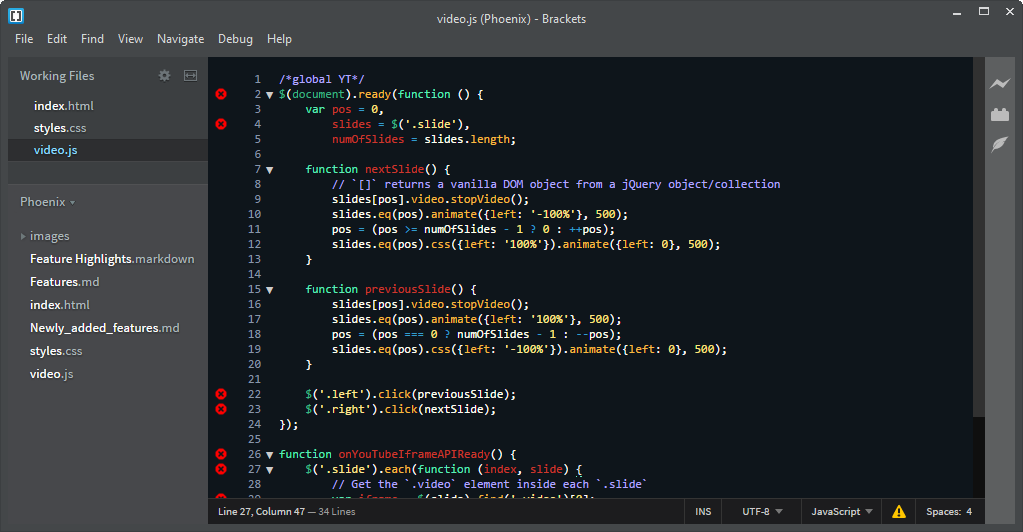 video.js (Phoenix) - Brackets
File Edit Find View Navigate Debug Help
Working Files
index.html
styles.css
video.js
Phoenix
images
Feature Highlights.markdown
Features.md
index.html
Newly_added_features.md
styles.css
video.js
1 /*global YT*/
2 $(document).ready(function () {
3 var pos = 0,
4 slides = $('.slide'),
5 numOfSlides = slides.length;
6
7 function nextSlide() {
8 // `[]` returns a vanilla DOM object from a jQuery object/collection
9 slides[pos].video.stopVideo();
10 slides.eq(pos).animate({left: '-100%'}, 500);
11 pos = (pos >= numOfSlides - 1 ? 0 : ++pos);
12 slides.eq(pos).css({left: '100%'}).animate({left: 0}, 500);
13 }
14
15 function previousSlide() {
16 slides[pos].video.stopVideo();
17 slides.eq(pos).animate({left: '100%'}, 500);
18 pos = (pos === 0 ? numOfSlides - 1 : --pos);
19 slides.eq(pos).css({left: '-100%'}).animate({left: 0}, 500);
20 }
21
22 $('.left').click(previousSlide);
23 $('.right').click(nextSlide);
24 });
25
26 function onYouTubeIframeAPIReady() {
27 $('.slide').each(function (index, slide) {
28 // Get the `.video` element inside each `.slide`
29 var iframe = $(slide).find('.video')[0];
Line 27, Column 47 — 34 Lines INS UTF-8 JavaScript Spaces: 4